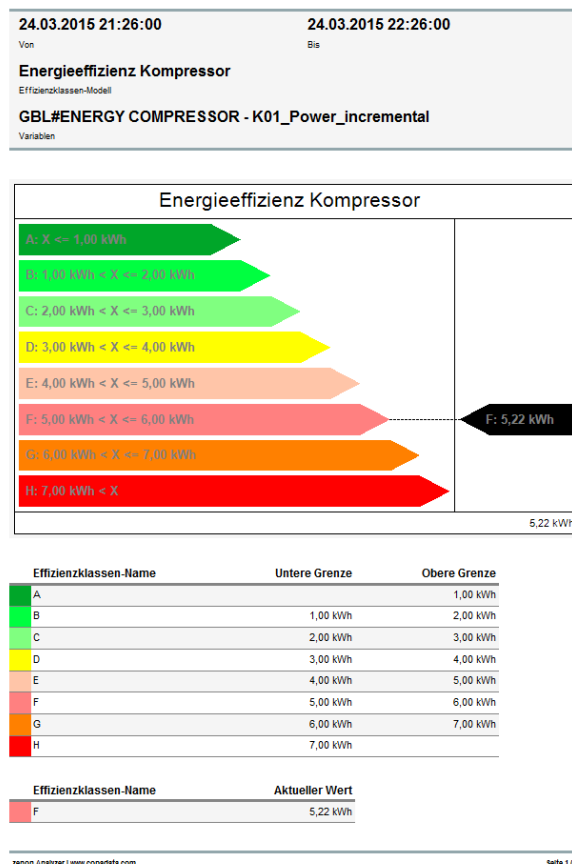 24.03.2015 21:26:00 24.03.2015 22:26:00
Von Bis
Energieeffizienz Kompressor
Effizienzklassen-Modell
GBL#ENERGY COMPRESSOR - K01_Power_incremental
Variablen
Energieeffizienz Kompressor
A: X <= 1,00 kWh
B: 1,00 kWh < X <= 2,00 kWh
C: 2,00 kWh < X <= 3,00 kWh
D: 3,00 kWh < X <= 4,00 kWh
E: 4,00 kWh < X <= 5,00 kWh
F: 5,00 kWh < X <= 6,00 kWh F: 5,22 kWh
G: 6,00 kWh < X <= 7,00 kWh
H: 7,00 kWh < X
5,22 kWh
Effizienzklassen-Name Untere Grenze Obere Grenze
A 1,00 kWh
B 1,00 kWh 2,00 kWh
C 2,00 kWh 3,00 kWh
D 3,00 kWh 4,00 kWh
E 4,00 kWh 5,00 kWh
F 5,00 kWh 6,00 kWh
G 6,00 kWh 7,00 kWh
H 7,00 kWh
Effizienzklassen-Name Aktueller Wert
F 5,22 kWh
zenon Analyzer | www.copadata.com Seite 1